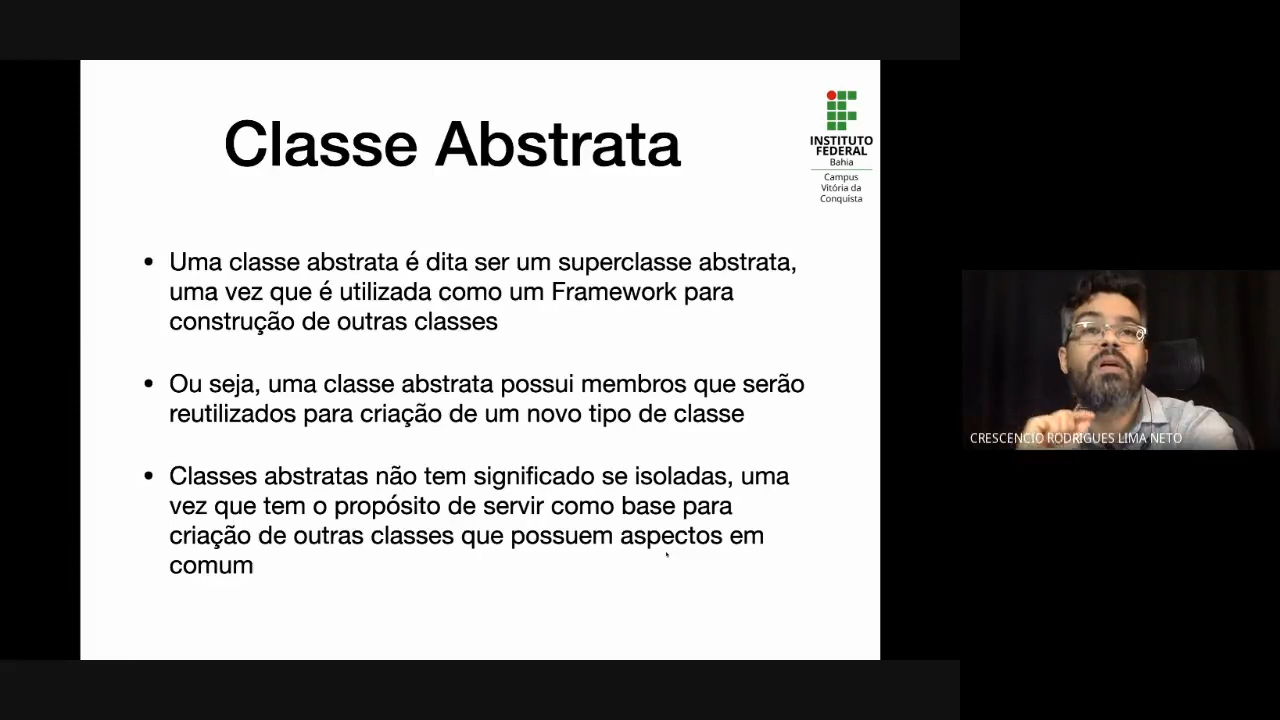 Classe Abstrata
INSTITUTO
FEDERAL
Bahia
Campus
Vitória da
Conquista
• Uma classe abstrata é dita ser um superclasse abstrata,
uma vez que é utilizada como um Framework para
construção de outras classes
• Ou seja, uma classe abstrata possui membros que serão
reutilizados para criação de um novo tipo de classe
• Classes abstratas não tem significado se isoladas, uma
vez que tem o propósito de servir como base para
criação de outras classes que possuem aspectos em
comum
CRESCENCIO RODRIGUES LIMA NETO